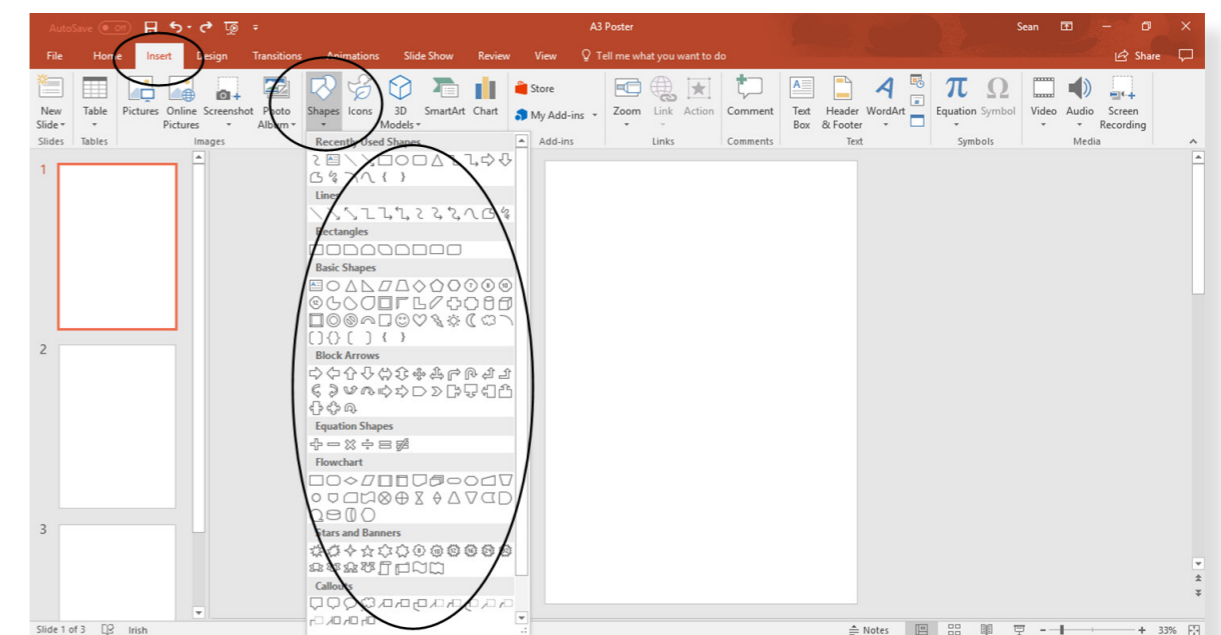 AutoSave Off A3 Poster Sean
File Home Insert Design Transitions Animations Slide Show Review View Tell me what you want to do Share
New Slide Table Pictures Online Pictures Screenshot Photo Album Shapes Icons 3D Models SmartArt Chart Store My Add-ins Zoom Link Action Comment Text Box Header & Footer WordArt Equation Symbol Video Audio Screen Recording
Slides Tables Images Add-ins Links Comments Text Symbols Media
Recently Used Shapes
1
Lines
Rectangles
Basic Shapes
2
Block Arrows
Equation Shapes
Flowchart
3
Stars and Banners
Callouts
Slide 1 of 3 Irish Notes 33%